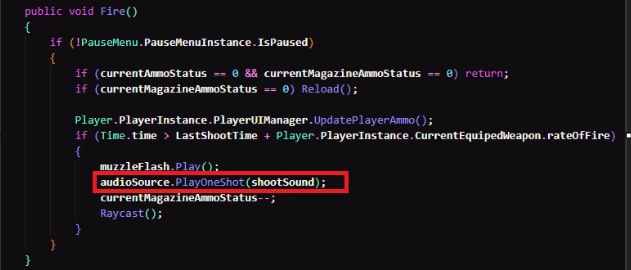 public void Fire()
{
if (!PauseMenu.PauseMenuInstance.IsPaused)
{
if (currentAmmoStatus == 0 && currentMagazineAmmoStatus == 0) return;
if (currentMagazineAmmoStatus == 0) Reload();
Player.PlayerInstance.PlayerUIManager.UpdatePlayerAmmo();
if (Time.time > LastShootTime + Player.PlayerInstance.CurrentEquipedWeapon.rateOfFire)
{
muzzleFlash.Play();
audioSource.PlayOneShot(shootSound);
currentMagazineAmmoStatus--;
Raycast();
}
}
}